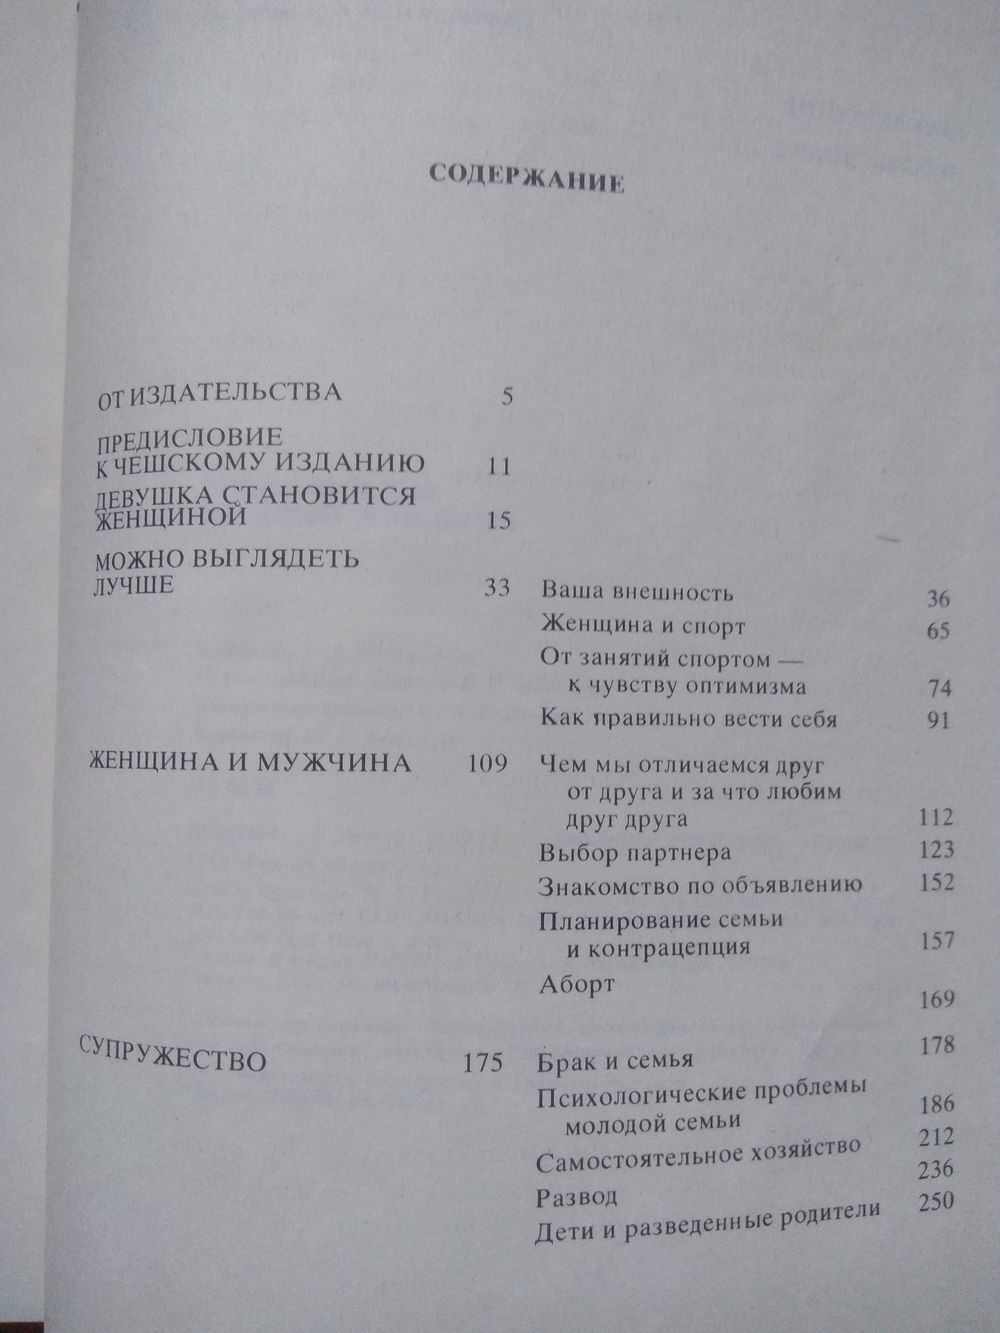 СОДЕРЖАНИЕ
ОТ ИЗДАТЕЛЬСТВА 5
ПРЕДИСЛОВИЕ
К ЧЕШСКОМУ ИЗДАНИЮ 11
ДЕВУШКА СТАНОВИТСЯ
ЖЕНЩИНОЙ 15
МОЖНО ВЫГЛЯДЕТЬ
ЛУЧШЕ 33
Ваша внешность 36
Женщина и спорт 65
От занятий спортом —
к чувству оптимизма 74
Как правильно вести себя 91
ЖЕНЩИНА И МУЖЧИНА 109
Чем мы отличаемся друг
от друга и за что любим
друг друга 112
Выбор партнера 123
Знакомство по объявлению 152
Планирование семьи
и контрацепция 157
Аборт 169
СУПРУЖЕСТВО 175
Брак и семья 178
Психологические проблемы
молодой семьи 186
Самостоятельное хозяйство 212
Развод 236
Дети и разведенные родители 250